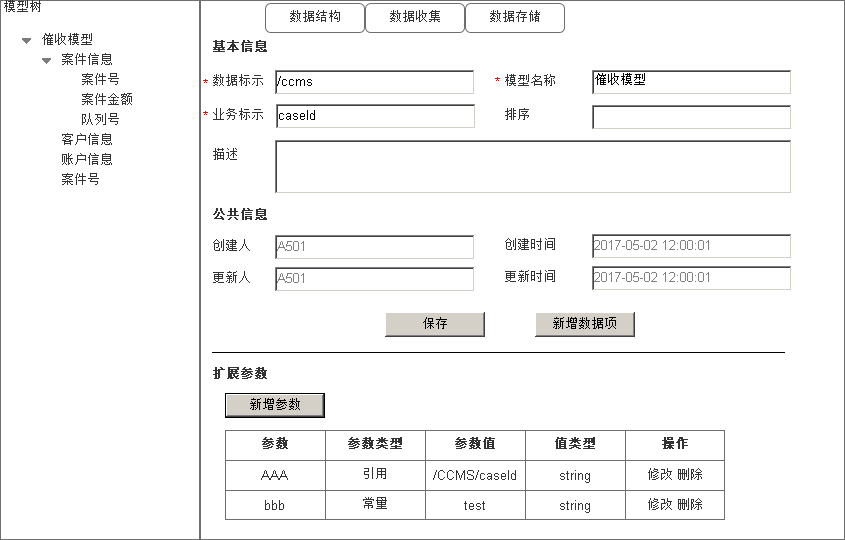 模型树
催收模型
案件信息
案件号
案件金额
队列号
客户信息
账户信息
案件号
数据结构 数据收集 数据存储
基本信息
* 数据标示 /ccms * 模型名称 催收模型
* 业务标示 caseId 排序
描述
公共信息
创建人 A501 创建时间 2017-05-02 12:00:01
更新人 A501 更新时间 2017-05-02 12:00:01
保存 新增数据项
扩展参数
新增参数
参数 参数类型 参数值 值类型 操作
AAA 引用 /CCMS/caseId string 修改 删除
bbb 常量 test string 修改 删除